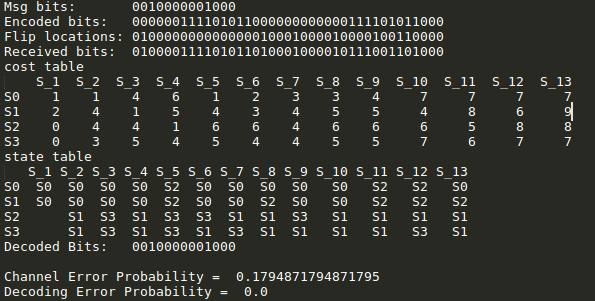 Msg bits: 0010000001000
Encoded bits: 000000111101011000000000000111101011000
Flip locations: 010000000000000010001000010000100110000
Received bits: 010000111101011010001000010111001101000
cost table
S_1 S_2 S_3 S_4 S_5 S_6 S_7 S_8 S_9 S_10 S_11 S_12 S_13
S0 1 1 4 6 1 2 3 3 4 7 7 7 7
S1 2 4 1 5 4 3 4 5 5 4 8 6 9
S2 0 4 4 1 6 6 4 6 6 6 5 8 8
S3 0 3 5 4 5 4 4 5 5 7 6 7 7
state table
S_1 S_2 S_3 S_4 S_5 S_6 S_7 S_8 S_9 S_10 S_11 S_12 S_13
S0 S0 S0 S0 S0 S2 S0 S0 S0 S0 S0 S2 S2 S0
S1 S0 S0 S0 S0 S2 S0 S0 S2 S0 S0 S2 S2 S2
S2 S1 S3 S1 S3 S3 S1 S1 S3 S1 S1 S1 S1
S3 S1 S3 S1 S3 S1 S1 S1 S1 S1 S1 S3 S1
Decoded Bits: 0010000001000
Channel Error Probability = 0.1794871794871795
Decoding Error Probability = 0.0